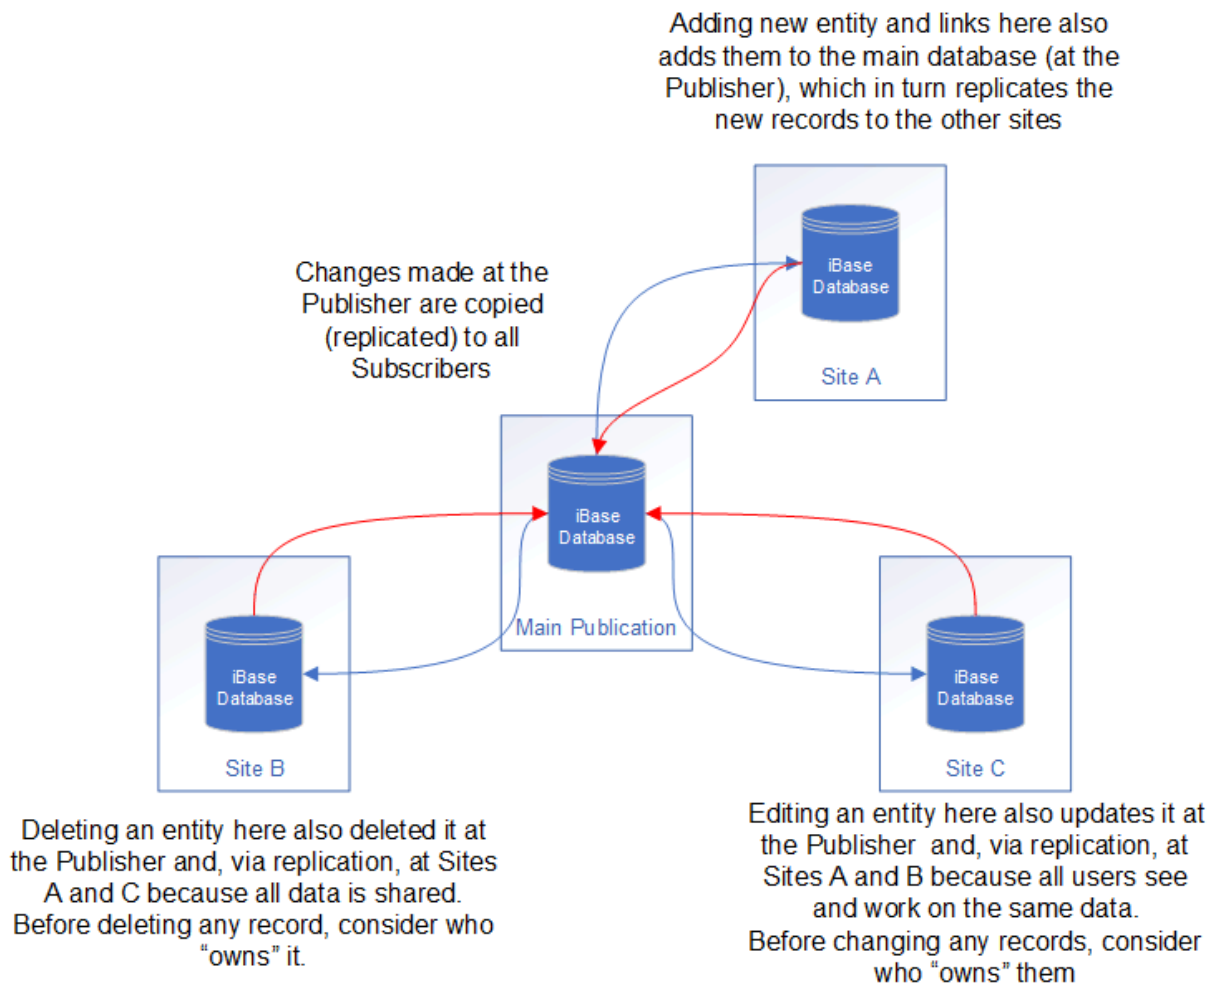 Adding new entity and links here also
adds them to the main database (at the
Publisher), which in turn replicates the
new records to the other sites
iBase
Database
Site A
Changes made at the
Publisher are copied
(replicated) to all
Subscribers
iBase
Database
Main Publication
iBase
Database
Site B
iBase
Database
Site C
Deleting an entity here also deleted it at
the Publisher and, via replication, at Sites
A and C because all data is shared.
Before deleting any record, consider who
“owns” it.
Editing an entity here also updates it at
the Publisher  and, via replication, at
Sites A and B because all users see
and work on the same data.
Before changing any records, consider
who “owns” them